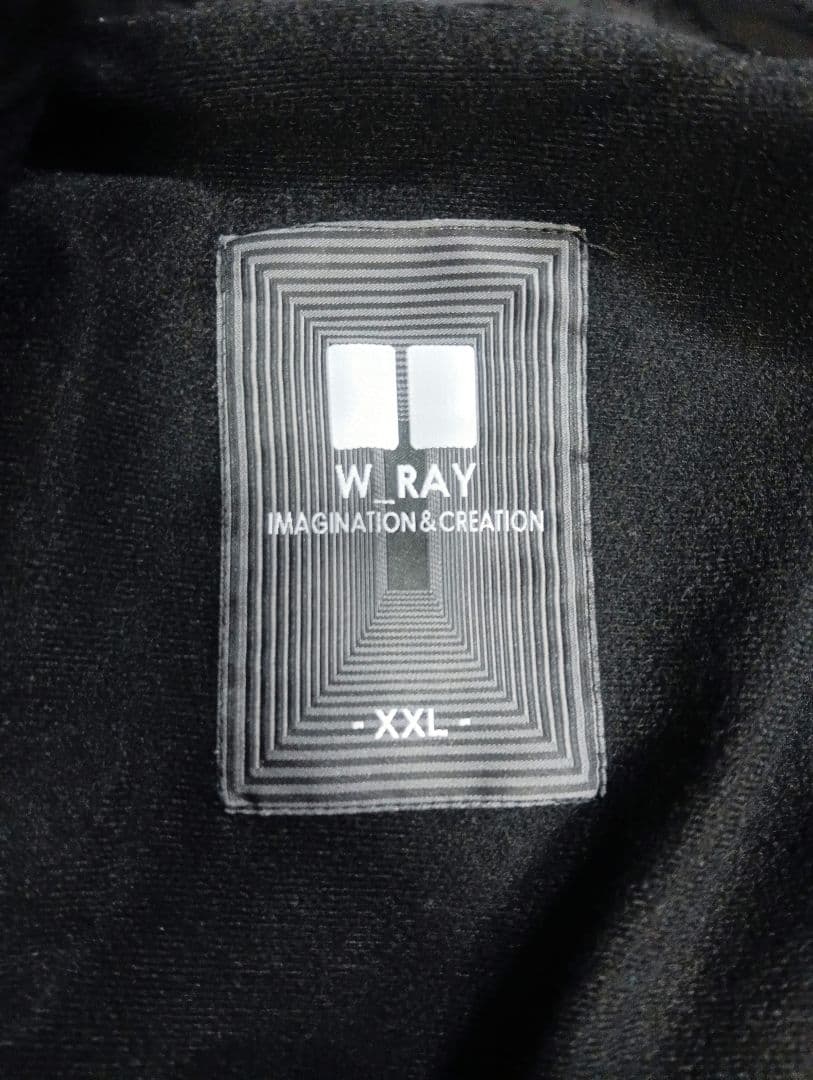 W_RAY
IMAGINATION & CREATION
- XXL -